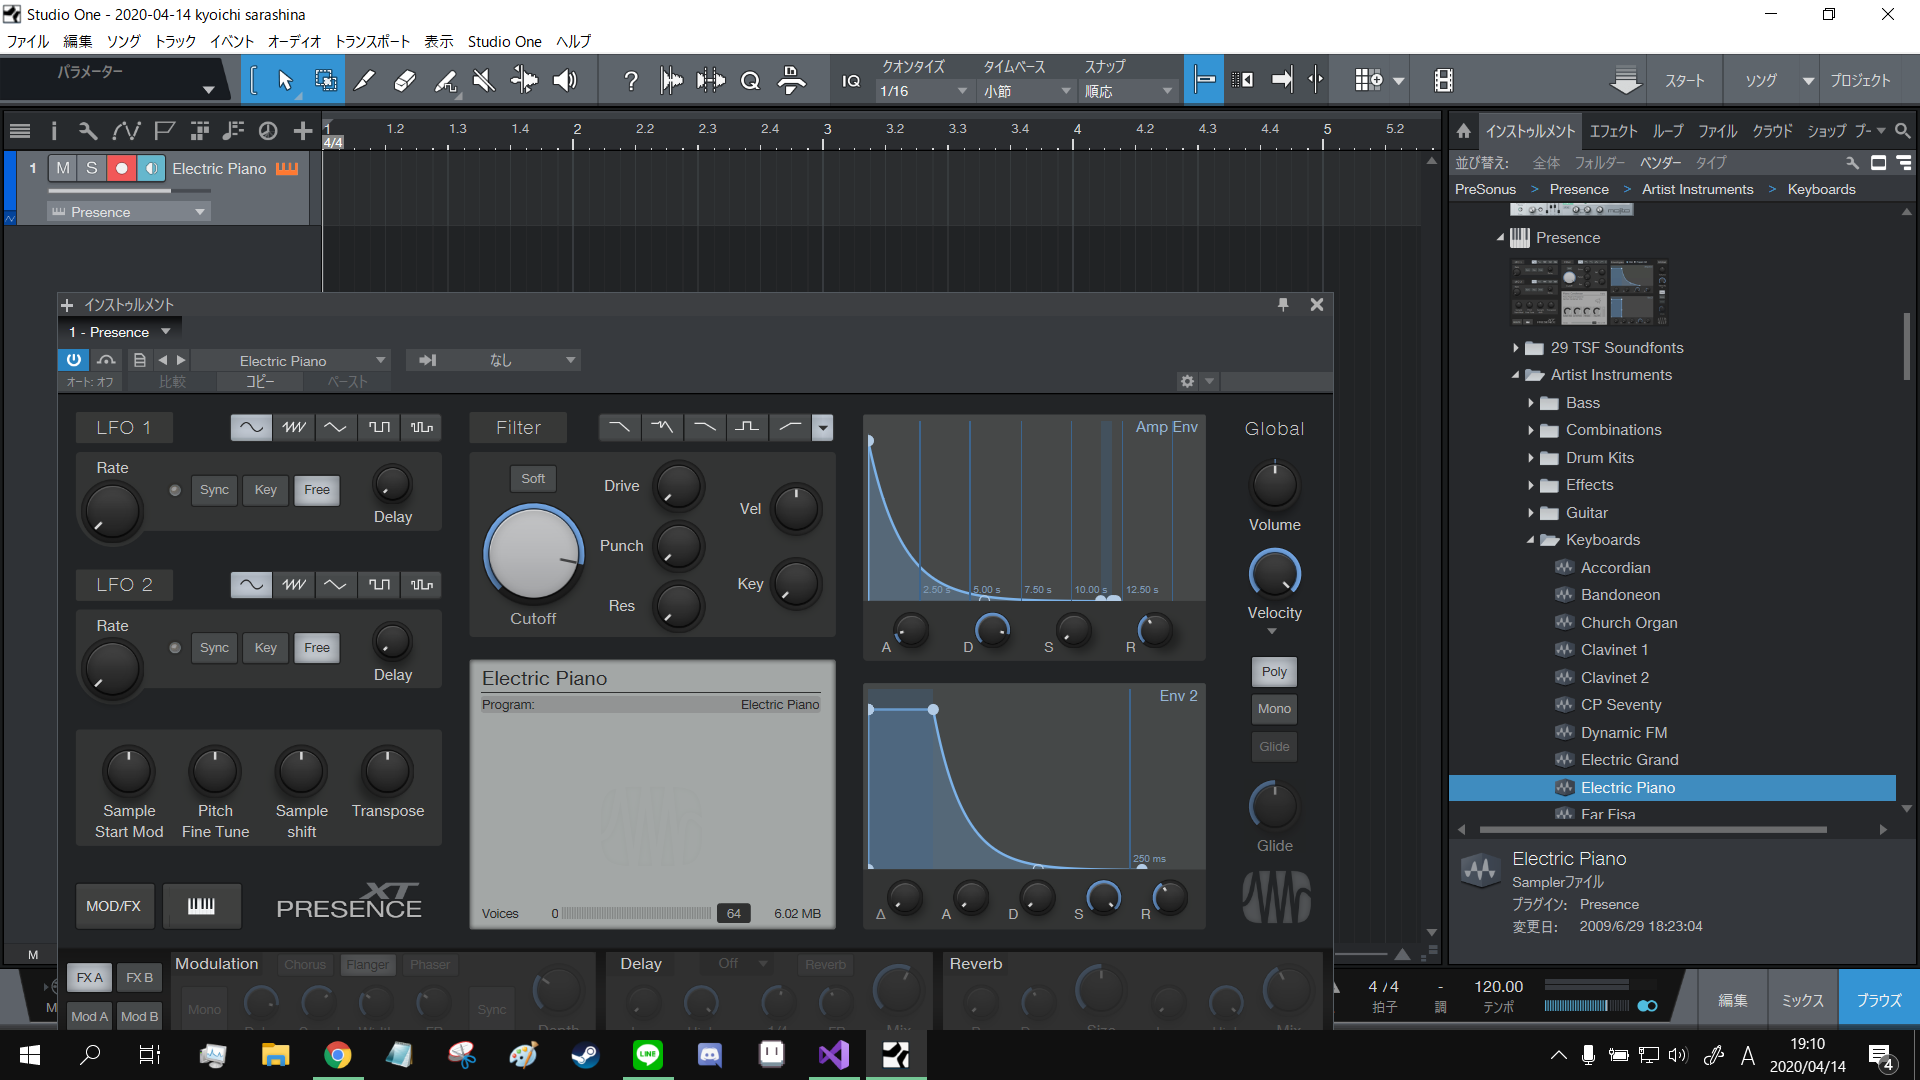 Studio One - 2020-04-14 kyoichi sarashina
ファイル 編集 ソング トラック イベント オーディオ トランスポート 表示 Studio One ヘルプ
パラメーター
IQ
クオンタイズ タイムベース スナップ
1/16 小節 順応
スタート ソング プロジェクト
1 1.2 1.3 1.4 2 2.2 2.3 2.4 3 3.2 3.3 3.4 4 4.2 4.3 4.4 5 5.2
4/4
1 M S Electric Piano
Presence
インストゥルメント
1 - Presence
Electric Piano なし
オート: オフ 比較 コピー ペースト
LFO 1
Rate
Sync Key Free
Delay
LFO 2
Rate
Sync Key Free
Delay
Sample Start Mod
Pitch Fine Tune
Sample shift
Transpose
MOD/FX
PRESENCE XT
Filter
Soft
Cutoff
Drive
Punch
Res
Vel
Key
Electric Piano
Program: Electric Piano
Voices 0 64 6.02 MB
Amp Env
2.50 s 5.00 s 7.50 s 10.00 s 12.50 s
A D S R
Env 2
250 ms
Δ A D S R
Global
Volume
Velocity
Poly
Mono
Glide
Glide
M
FX A FX B
Mod A Mod B
Modulation Chorus Flanger Phaser
Mono Sync Depth
Delay Off Reverb
Reverb
インストゥルメント エフェクト ループ ファイル クラウド ショップ プー
並び替え: 全体 フォルダー ベンダー タイプ
PreSonus > Presence > Artist Instruments > Keyboards
Presence
29 TSF Soundfonts
Artist Instruments
Bass
Combinations
Drum Kits
Effects
Guitar
Keyboards
Accordian
Bandoneon
Church Organ
Clavinet 1
Clavinet 2
CP Seventy
Dynamic FM
Electric Grand
Electric Piano
Far Fisa
Electric Piano
Samplerファイル
プラグイン: Presence
変更日: 2009/6/29 18:23:04
4 / 4 - 120.00
拍子 調 テンポ
編集 ミックス ブラウズ
LINE
A
19:10
2020/04/14
4